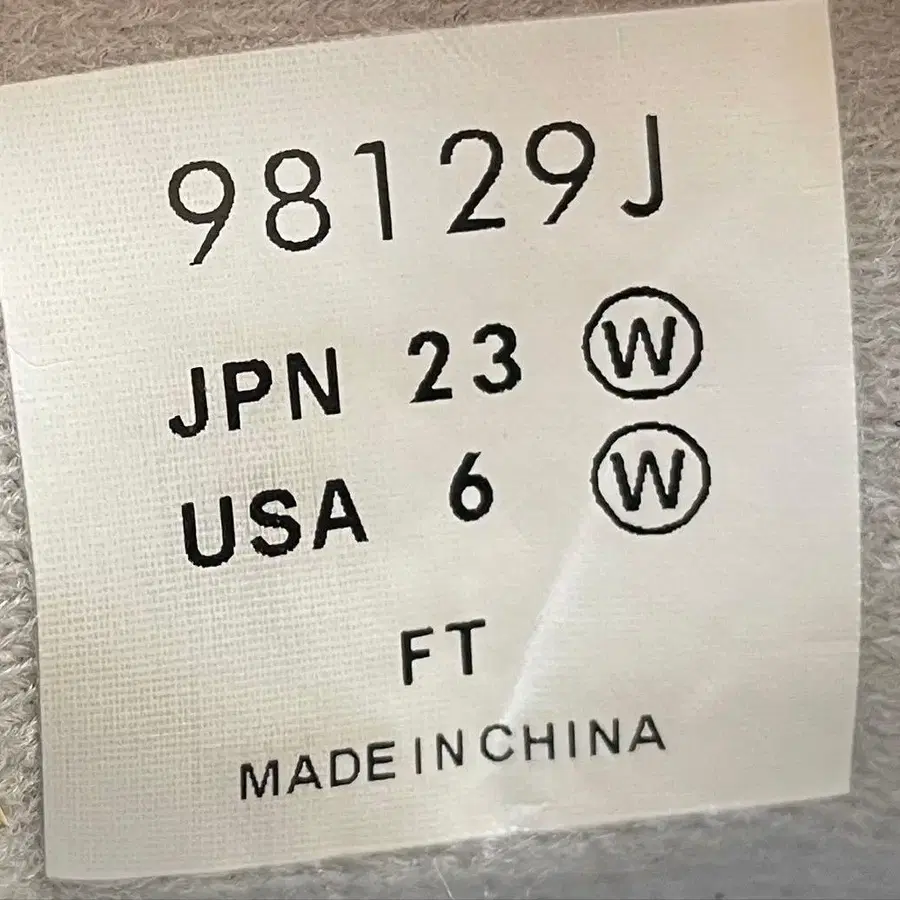 98129J
JPN 23 Ⓦ
USA 6 Ⓦ
FT
MADE IN CHINA